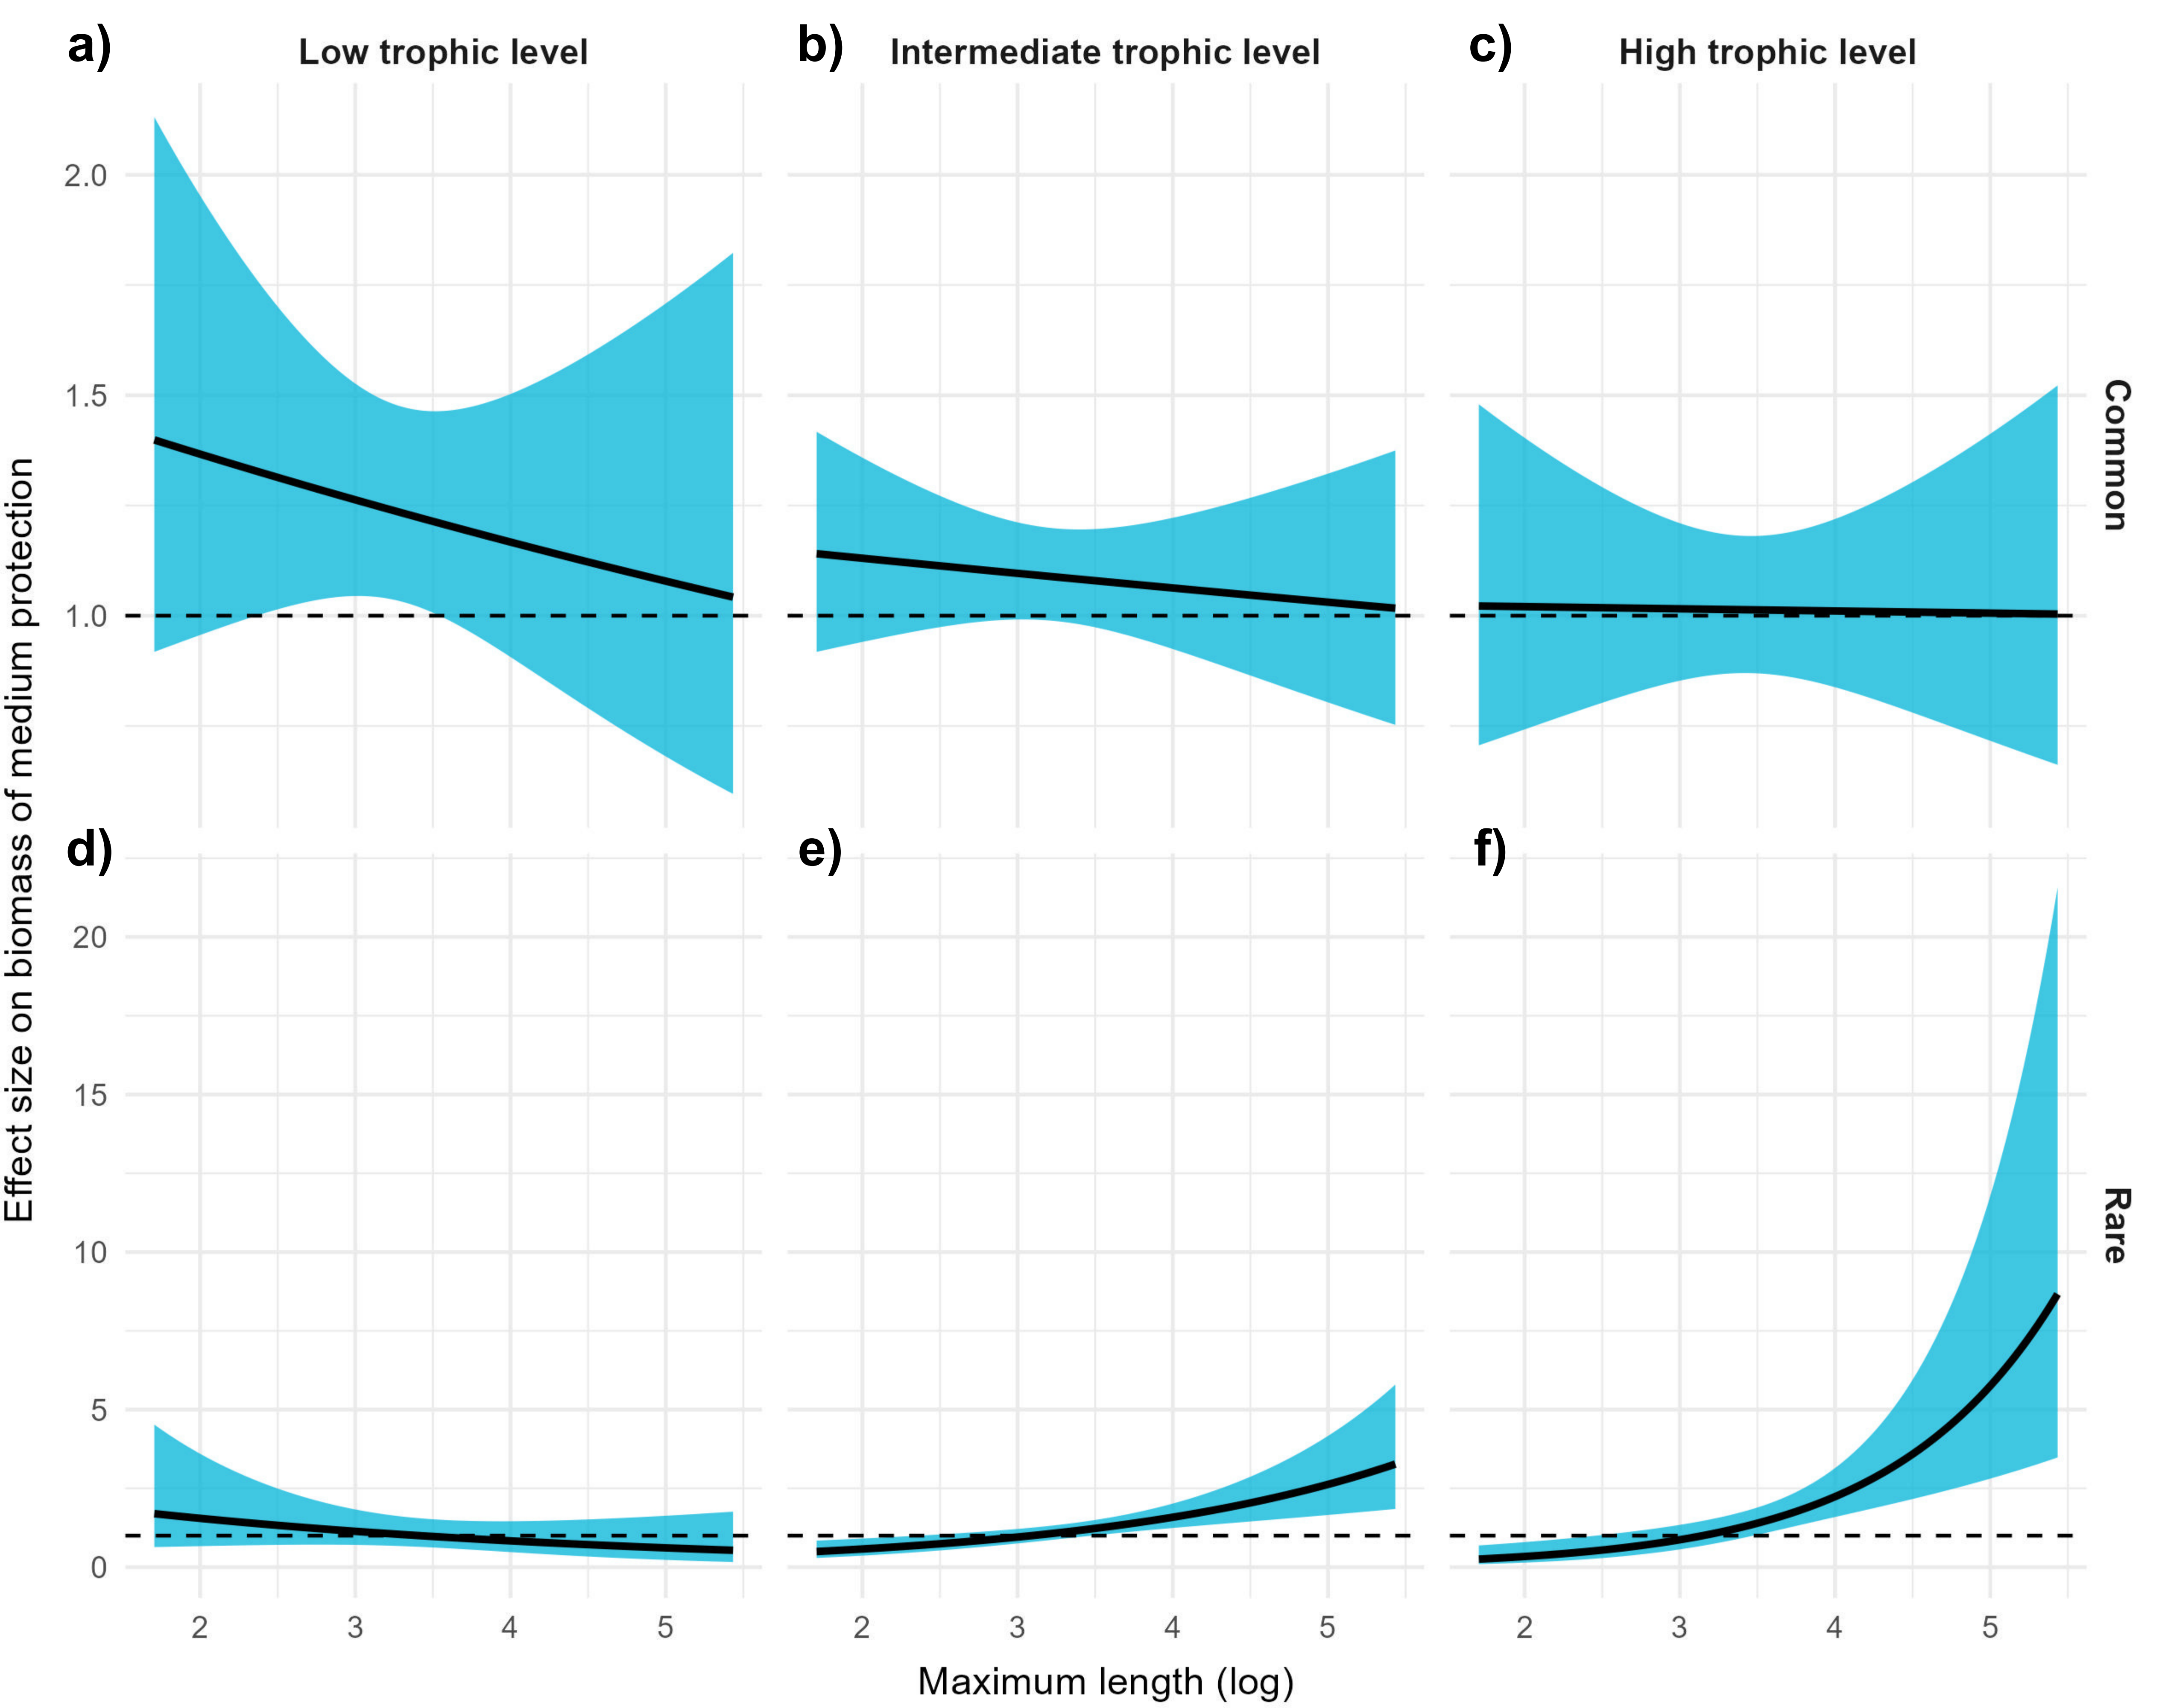 a)
Low trophic level
b)
Intermediate trophic level
c)
High trophic level
2.0
1.5
1.0
Common
Effect size on biomass of medium protection
d)
e)
f)
20
15
10
5
0
Rare
2
3
4
5
2
3
4
5
2
3
4
5
Maximum length (log)